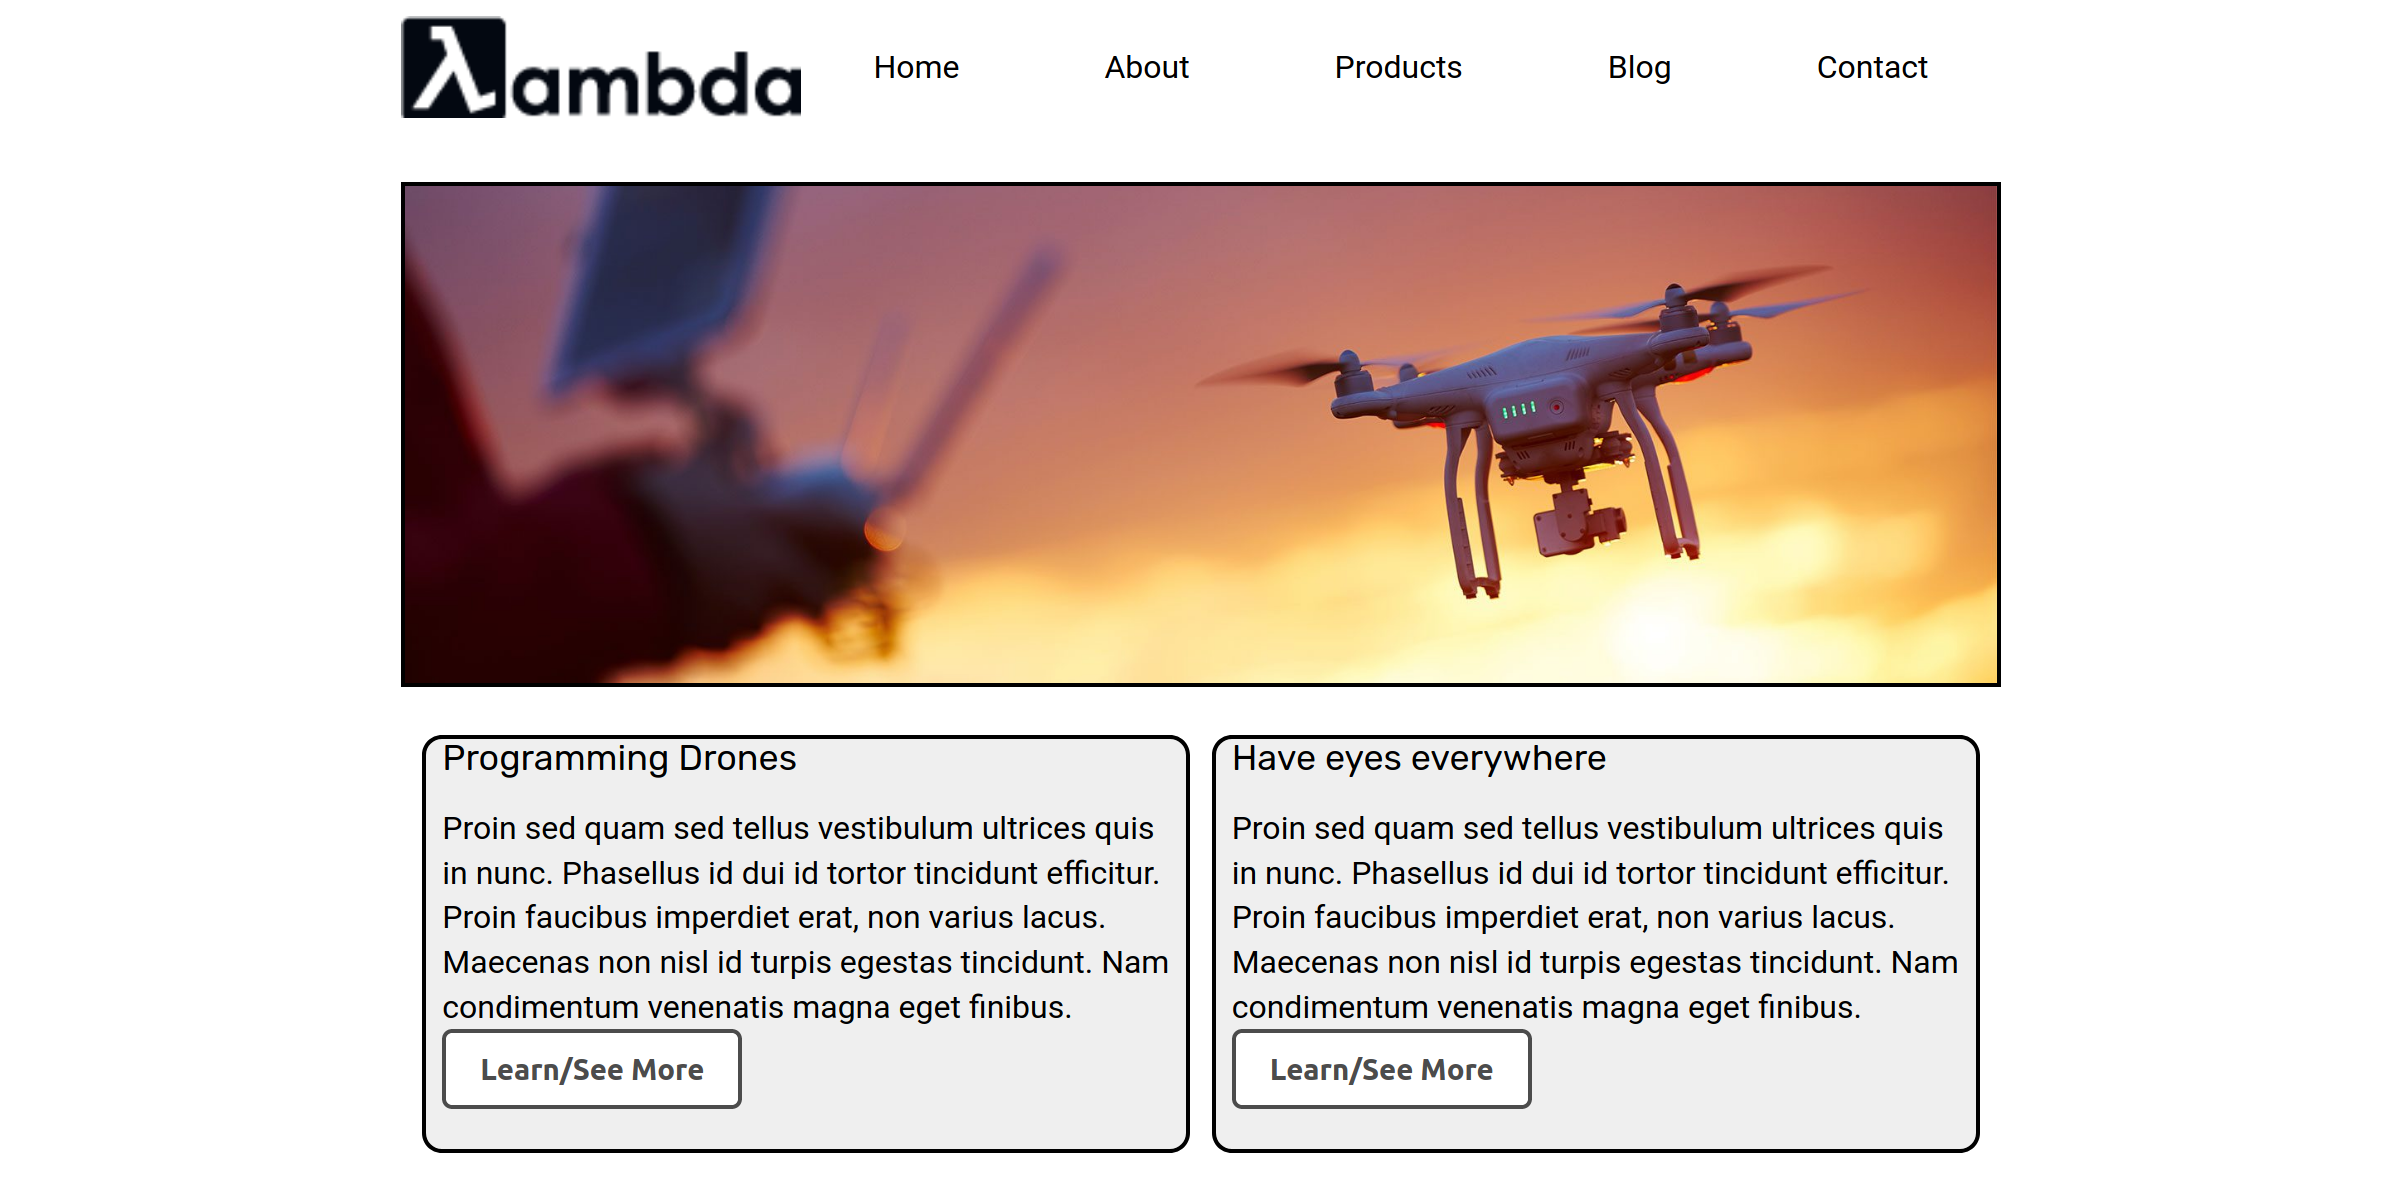 λambda
Home
About
Products
Blog
Contact
Programming Drones
Proin sed quam sed tellus vestibulum ultrices quis
in nunc. Phasellus id dui id tortor tincidunt efficitur.
Proin faucibus imperdiet erat, non varius lacus.
Maecenas non nisl id turpis egestas tincidunt. Nam
condimentum venenatis magna eget finibus.
Learn/See More
Have eyes everywhere
Proin sed quam sed tellus vestibulum ultrices quis
in nunc. Phasellus id dui id tortor tincidunt efficitur.
Proin faucibus imperdiet erat, non varius lacus.
Maecenas non nisl id turpis egestas tincidunt. Nam
condimentum venenatis magna eget finibus.
Learn/See More